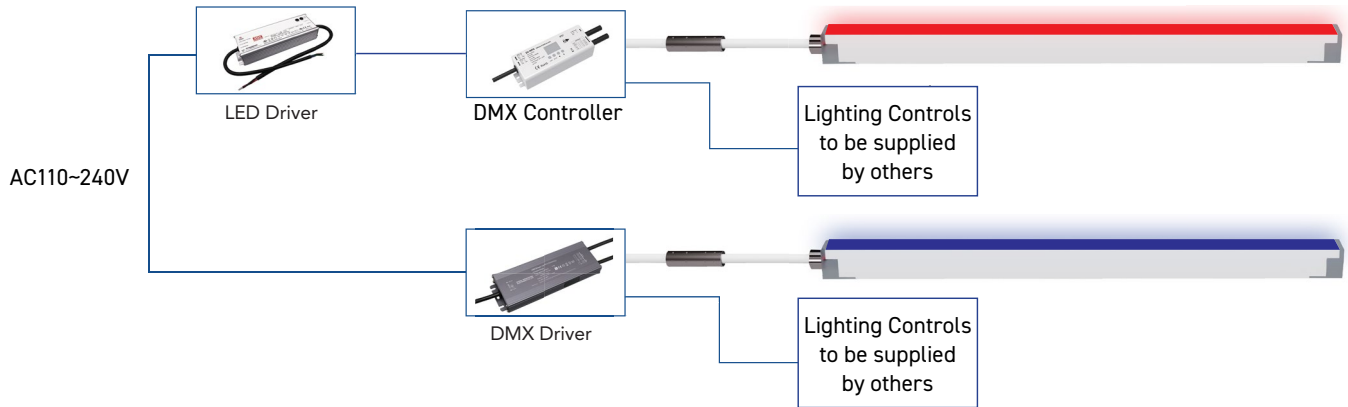 LED Driver
DMX Controller
Lighting Controls
to be supplied
by others
AC110~240V
DMX Driver
Lighting Controls
to be supplied
by others